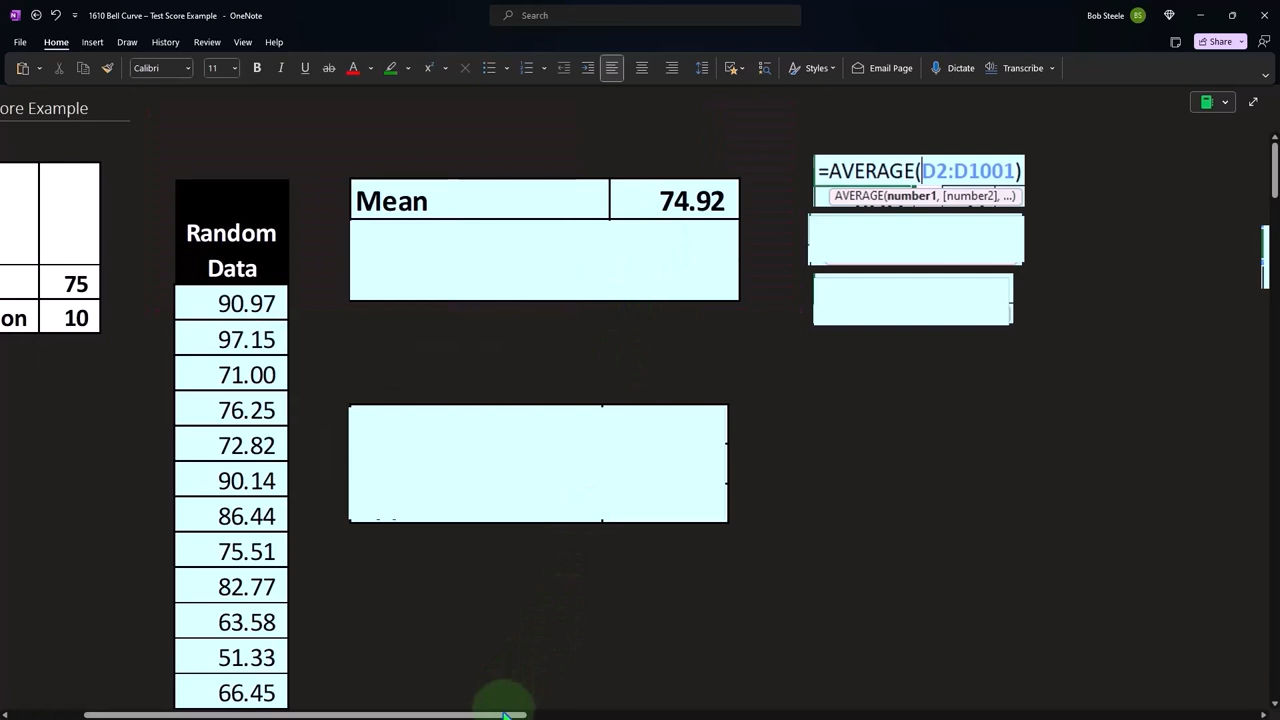 1610 Bell Curve – Test Score Example - OneNote
Search
Bob Steele
BS
File
Home
Insert
Draw
History
Review
View
Help
Share
Calibri
11
Styles
Email Page
Dictate
Transcribe
ore Example
=AVERAGE(D2:D1001)
AVERAGE(number1, [number2], ...)
Mean
74.92
Random
Data
75
on
10
90.97
97.15
71.00
76.25
72.82
90.14
86.44
75.51
82.77
63.58
51.33
66.45